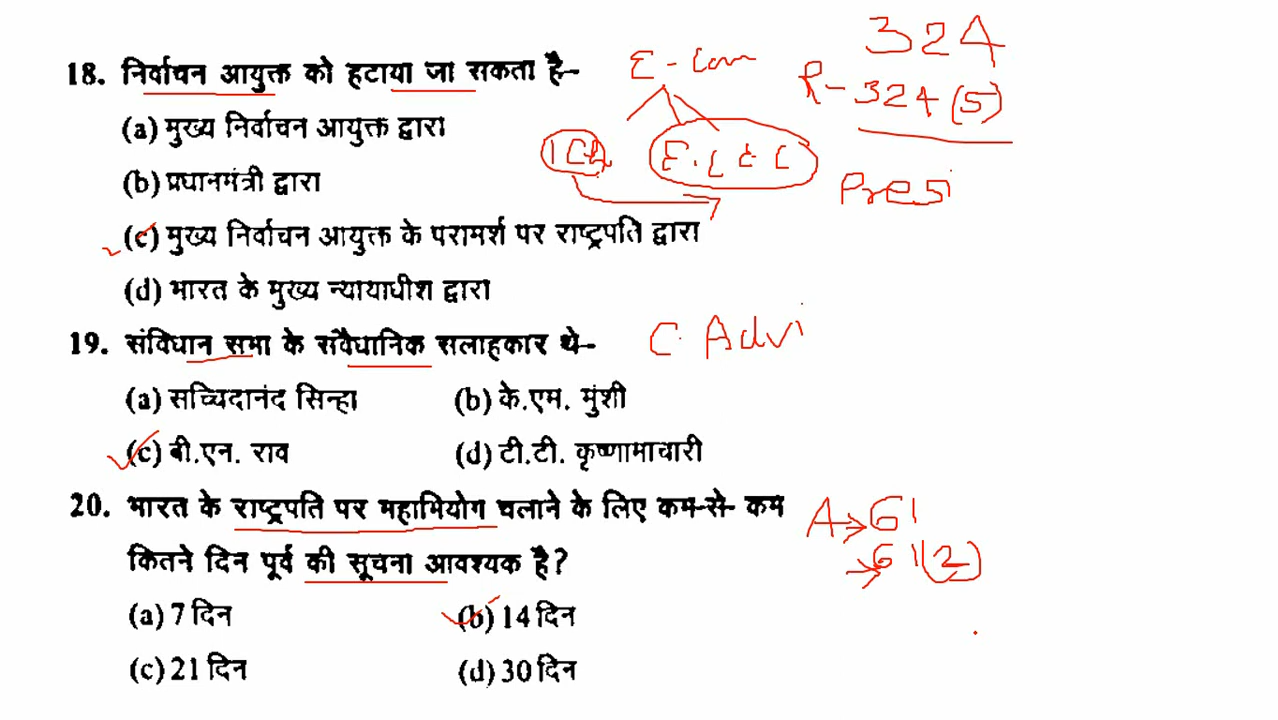 18. निर्वाचन आयुक्त को हटाया जा सकता है–
(a) मुख्य निर्वाचन आयुक्त द्वारा
(b) प्रधानमंत्री द्वारा
(c) मुख्य निर्वाचन आयुक्त के परामर्श पर राष्ट्रपति द्वारा
(d) भारत के मुख्य न्यायाधीश द्वारा
324
R-324(5)
E-Com
E.C & C
Presi
19. संविधान सभा के संवैधानिक सलाहकार थे–
C. Advi
(a) सच्चिदानंद सिन्हा (b) के.एम. मुंशी
(c) बी.एन. राव (d) टी.टी. कृष्णामाचारी
20. भारत के राष्ट्रपति पर महाभियोग चलाने के लिए कम-से- कम
कितने दिन पूर्व की सूचना आवश्यक है?
A→61
→61(2)
(a) 7 दिन (b) 14 दिन
(c) 21 दिन (d) 30 दिन